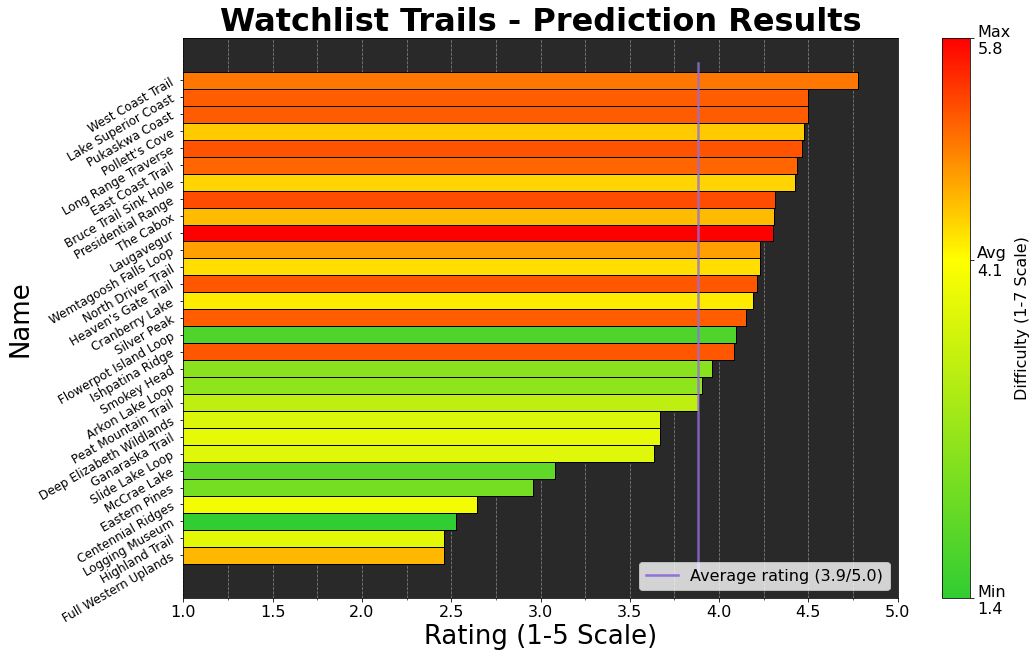 Watchlist Trails - Prediction Results
Name
West Coast Trail
Lake Superior Coast
Pukaskwa Coast
Pollett's Cove
Long Range Traverse
East Coast Trail
Bruce Trail Sink Hole
Presidential Range
The Cabox
Laugavegur
Wemtagoosh Falls Loop
North Driver Trail
Heaven's Gate Trail
Cranberry Lake
Silver Peak
Flowerpot Island Loop
Ishpatina Ridge
Smokey Head
Arkon Lake Loop
Peat Mountain Trail
Deep Elizabeth Wildlands
Ganaraska Trail
Slide Lake Loop
McCrae Lake
Eastern Pines
Centennial Ridges
Logging Museum
Highland Trail
Full Western Uplands
Average rating (3.9/5.0)
1.0 1.5 2.0 2.5 3.0 3.5 4.0 4.5 5.0
Rating (1-5 Scale)
Max
5.8
Avg
4.1
Min
1.4
Difficulty (1-7 Scale)